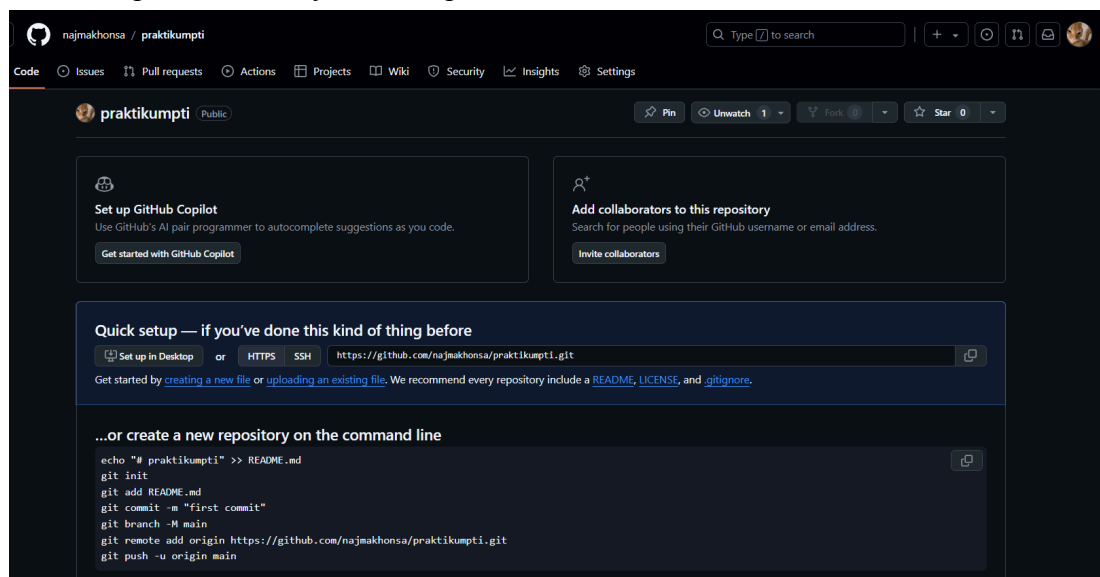 najmakhonsa / praktikumpti
Type / to search
Code Issues Pull requests Actions Projects Wiki Security Insights Settings
praktikumpti Public
Pin Unwatch 1 Fork 0 Star 0
Set up GitHub Copilot
Use GitHub's AI pair programmer to autocomplete suggestions as you code.
Get started with GitHub Copilot
Add collaborators to this repository
Search for people using their GitHub username or email address.
Invite collaborators
Quick setup — if you've done this kind of thing before
Set up in Desktop or HTTPS SSH https://github.com/najmakhonsa/praktikumpti.git
Get started by creating a new file or uploading an existing file. We recommend every repository include a README, LICENSE, and .gitignore.
...or create a new repository on the command line
echo "# praktikumpti" >> README.md
git init
git add README.md
git commit -m "first commit"
git branch -M main
git remote add origin https://github.com/najmakhonsa/praktikumpti.git
git push -u origin main